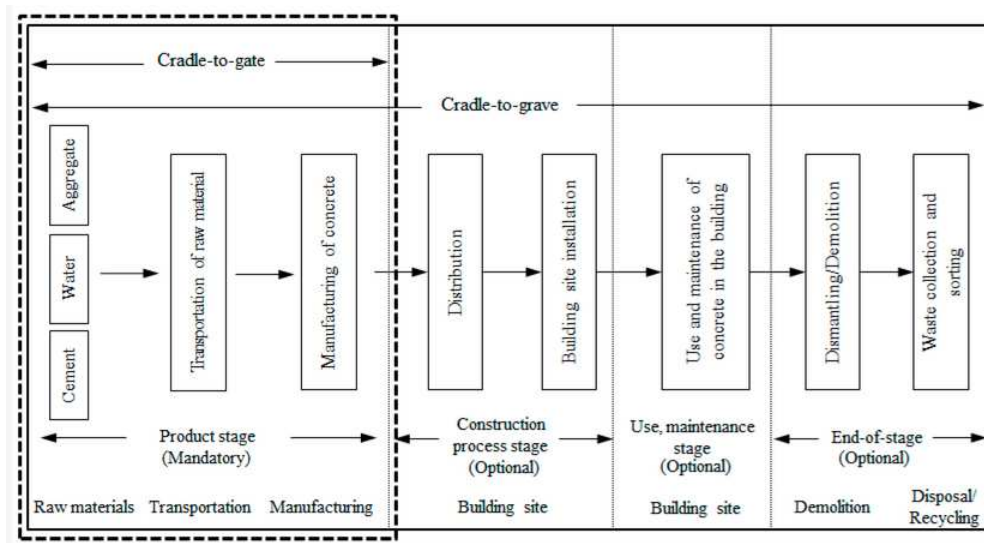 Cradle-to-gate
Cradle-to-grave
Aggregate
Water
Cement
Transportation of raw material
Manufacturing of concrete
Distribution
Building site installation
Use and maintenance of
concrete in the building
Dismantling/Demolition
Waste collection and
sorting
Product stage
(Mandatory)
Construction
process stage
(Optional)
Use, maintenance
stage
(Optional)
End-of-stage
(Optional)
Raw materials
Transportation
Manufacturing
Building site
Building site
Demolition
Disposal/
Recycling